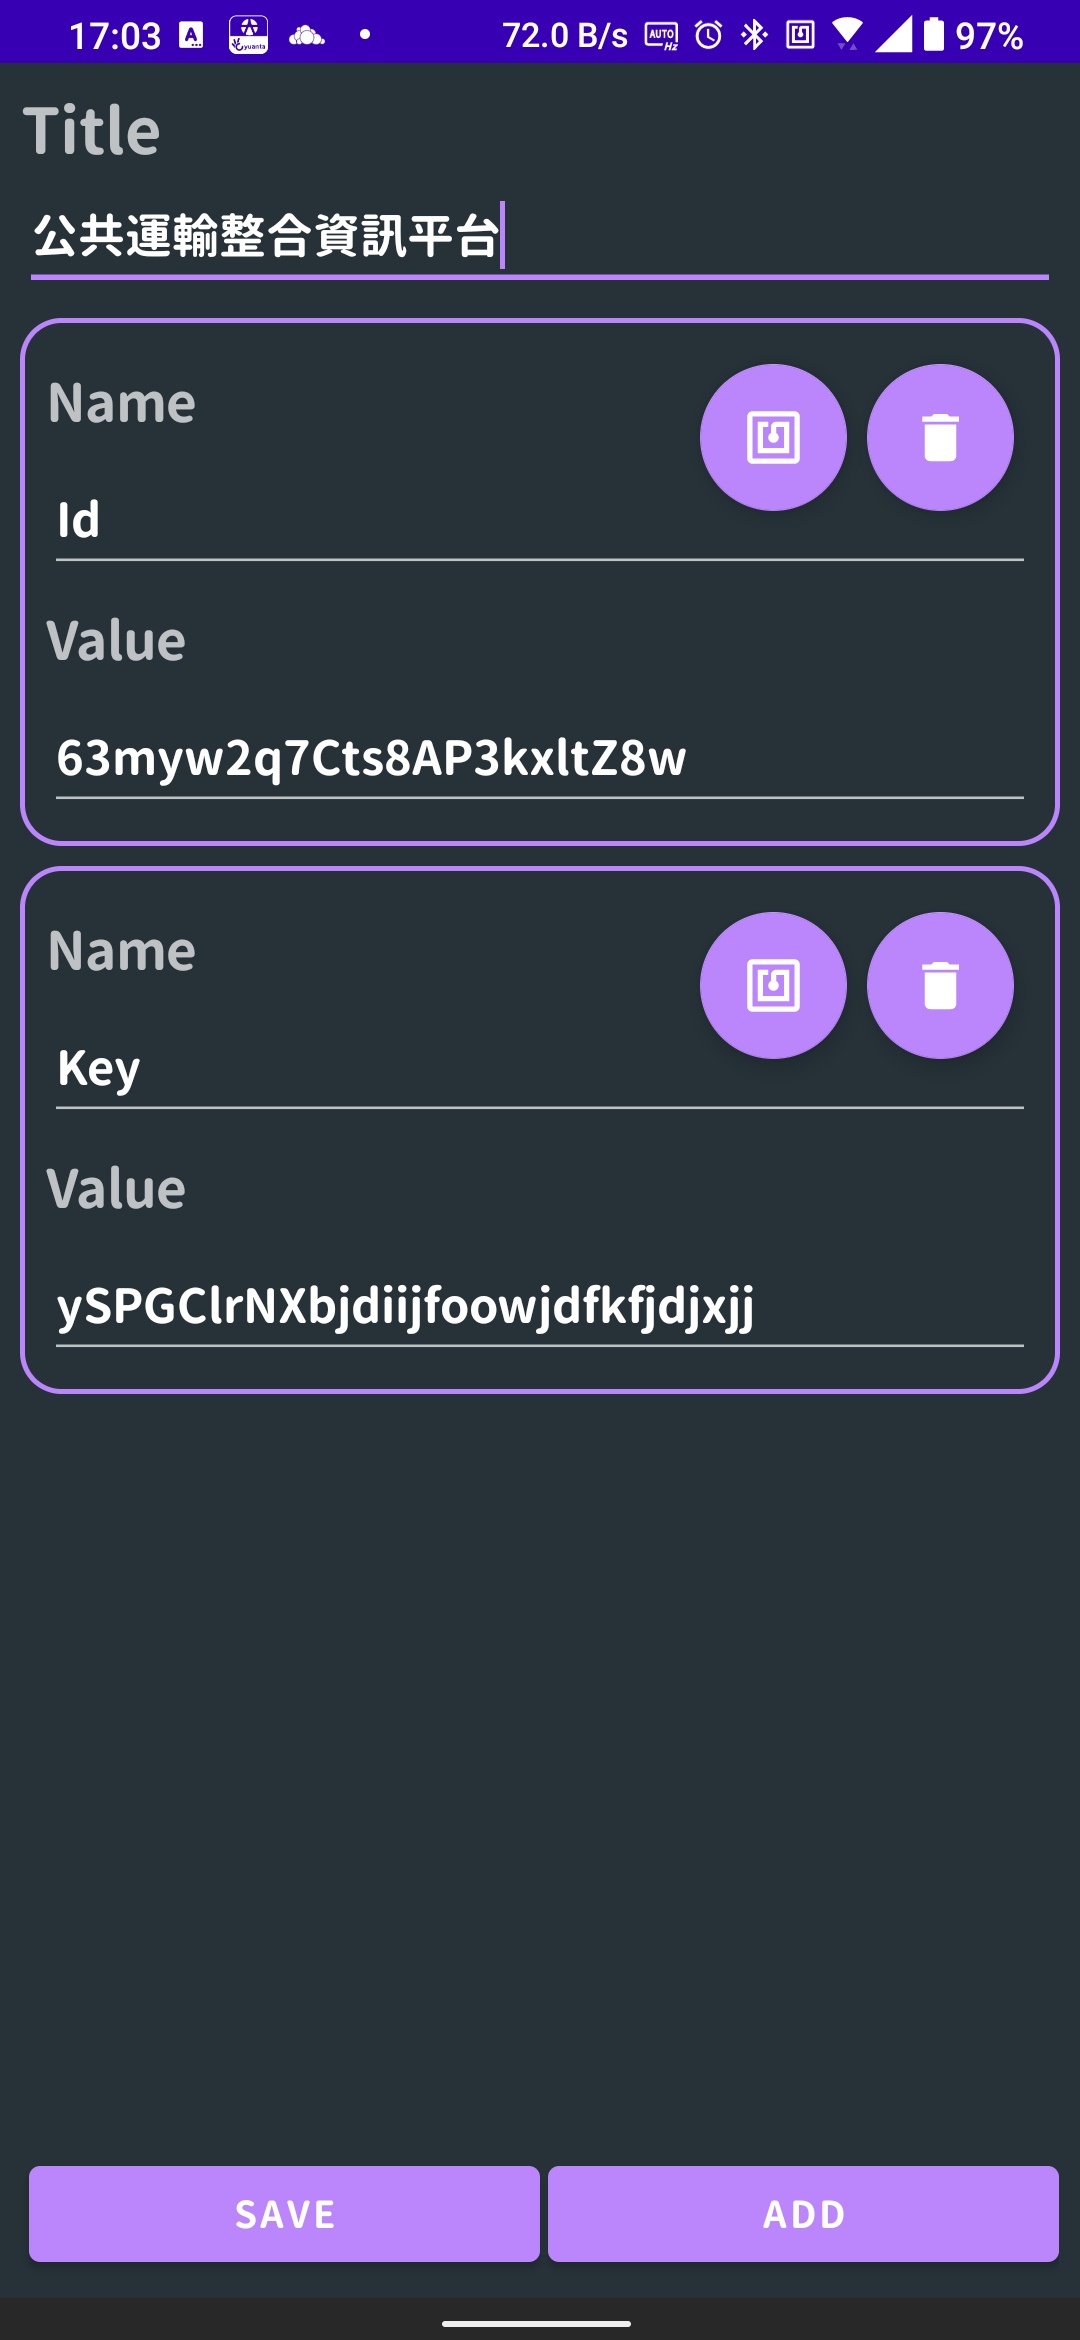 17:03 72.0 B/s 97%
Title
公共運輸整合資訊平台
Name
Id
Value
63myw2q7Cts8AP3kxltZ8w
Name
Key
Value
ySPGClrNXbjdiijfoowjdfkfjdjxjj
SAVE ADD